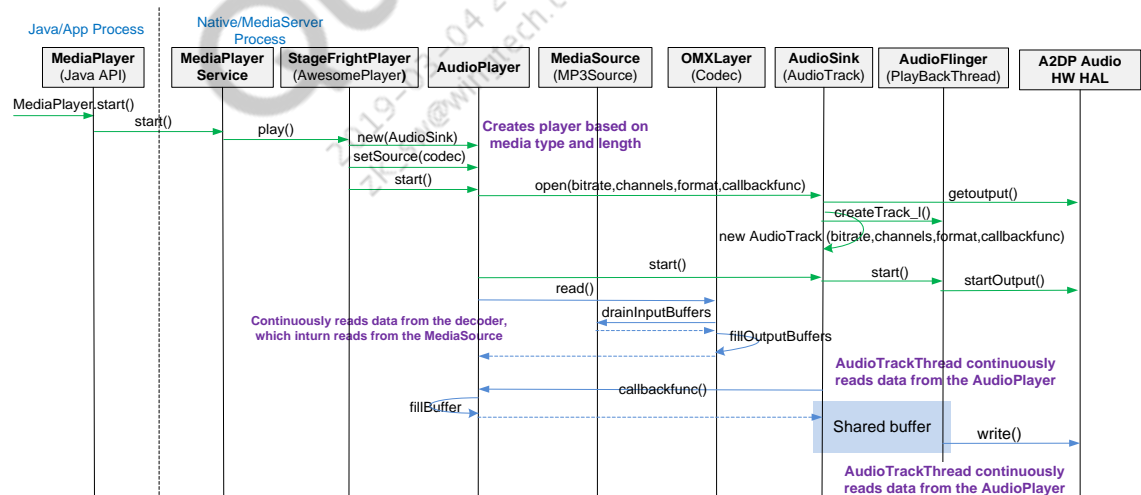 Java/App Process
Native/MediaServer
Process
MediaPlayer
(Java API)
MediaPlayer
Service
StageFrightPlayer
(AwesomePlayer)
AudioPlayer
MediaSource
(MP3Source)
OMXLayer
(Codec)
AudioSink
(AudioTrack)
AudioFlinger
(PlayBackThread)
A2DP Audio
HW HAL
MediaPlayer.start()
start()
play()
new(AudioSink)
Creates player based on
media type and length
setSource(codec)
start()
open(bitrate,channels,format,callbackfunc)
getoutput()
createTrack_l()
new AudioTrack (bitrate,channels,format,callbackfunc)
start()
start()
startOutput()
read()
drainInputBuffers
Continuously reads data from the decoder,
which inturn reads from the MediaSource
fillOutputBuffers
AudioTrackThread continuously
reads data from the AudioPlayer
callbackfunc()
fillBuffer
Shared buffer
write()
AudioTrackThread continuously
reads data from the AudioPlayer